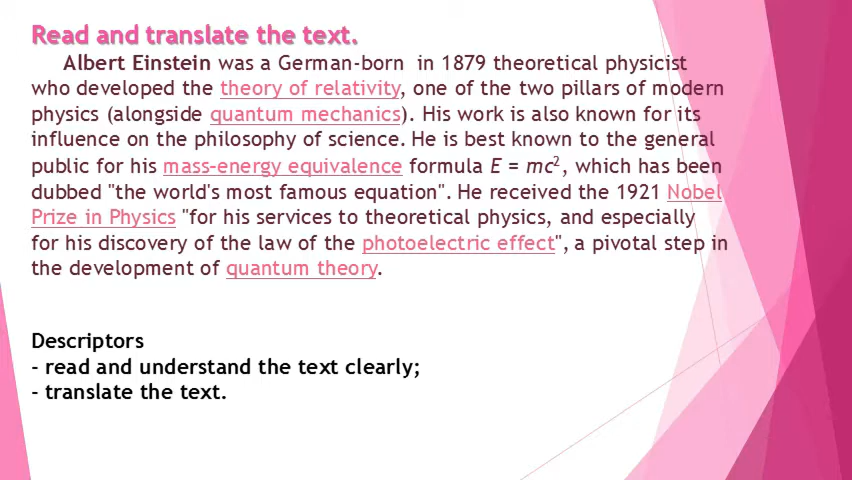 Read and translate the text.
Albert Einstein was a German-born in 1879 theoretical physicist
who developed the theory of relativity, one of the two pillars of modern
physics (alongside quantum mechanics). His work is also known for its
influence on the philosophy of science. He is best known to the general
public for his mass–energy equivalence formula E = mc², which has been
dubbed "the world's most famous equation". He received the 1921 Nobel
Prize in Physics "for his services to theoretical physics, and especially
for his discovery of the law of the photoelectric effect", a pivotal step in
the development of quantum theory.
Descriptors
- read and understand the text clearly;
- translate the text.